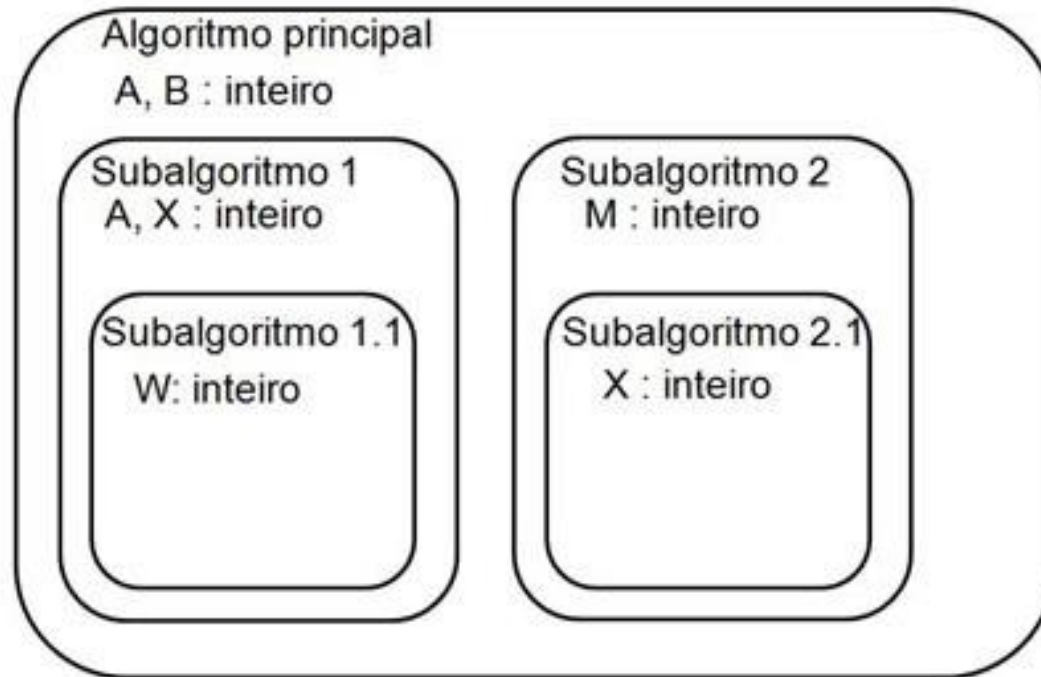 Algoritmo principal
A, B : inteiro
Subalgoritmo 1
A, X : inteiro
Subalgoritmo 1.1
W: inteiro
Subalgoritmo 2
M : inteiro
Subalgoritmo 2.1
X : inteiro